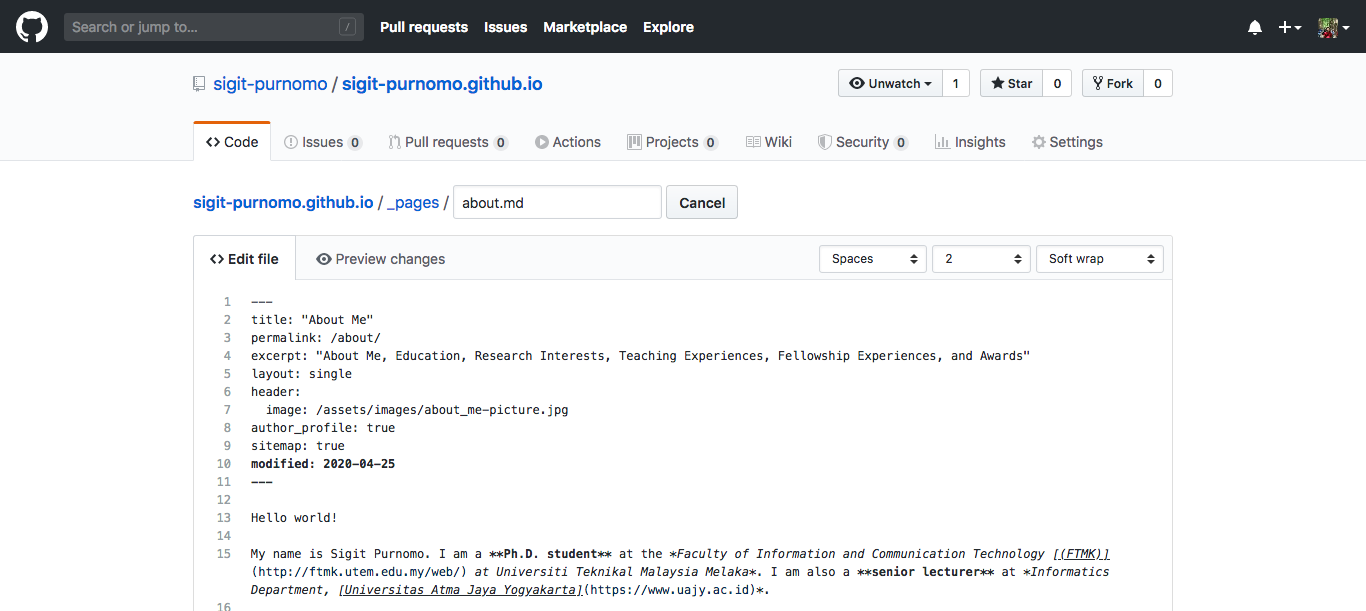 Search or jump to... /
Pull requests Issues Marketplace Explore
sigit-purnomo / sigit-purnomo.github.io
Unwatch 1 Star 0 Fork 0
Code Issues 0 Pull requests 0 Actions Projects 0 Wiki Security 0 Insights Settings
sigit-purnomo.github.io / _pages / about.md Cancel
Edit file Preview changes Spaces 2 Soft wrap
1 ---
2 title: "About Me"
3 permalink: /about/
4 excerpt: "About Me, Education, Research Interests, Teaching Experiences, Fellowship Experiences, and Awards"
5 layout: single
6 header:
7 image: /assets/images/about_me-picture.jpg
8 author_profile: true
9 sitemap: true
10 modified: 2020-04-25
11 ---
12
13 Hello world!
14
15 My name is Sigit Purnomo. I am a **Ph.D. student** at the *Faculty of Information and Communication Technology [(FTMK)]
(http://ftmk.utem.edu.my/web/) at Universiti Teknikal Malaysia Melaka*. I am also a **senior lecturer** at *Informatics
Department, [Universitas Atma Jaya Yogyakarta](https://www.uajy.ac.id)*.
16